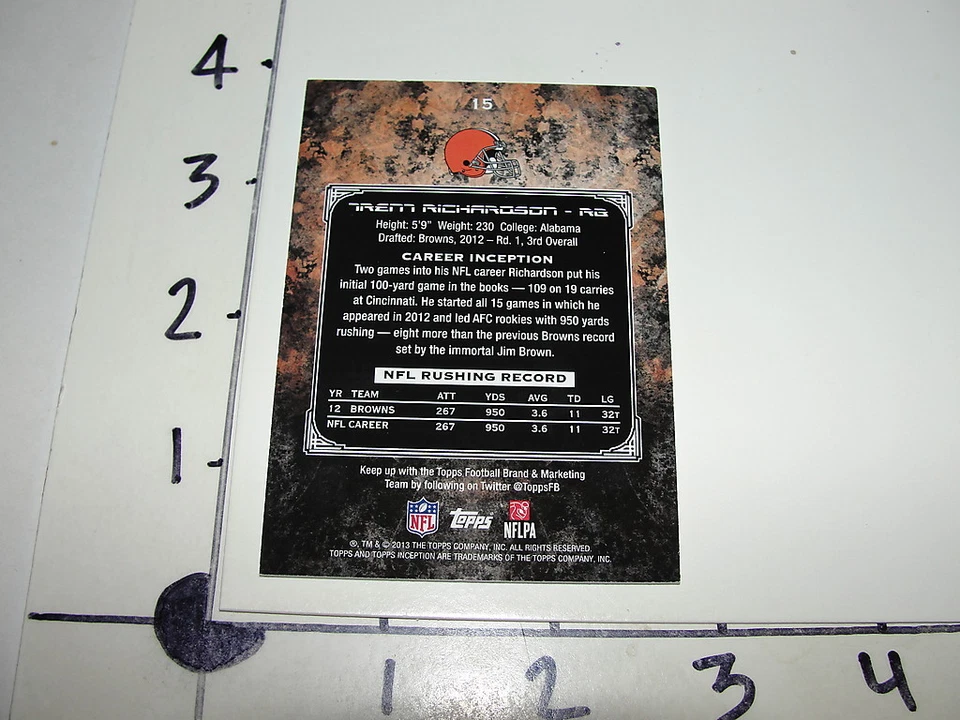 4
3
2
1
15
TRENT RICHARDSON - RB
Height: 5'9" Weight: 230 College: Alabama
Drafted: Browns, 2012 – Rd. 1, 3rd Overall
CAREER INCEPTION
Two games into his NFL career Richardson put his
initial 100-yard game in the books — 109 on 19 carries
at Cincinnati. He started all 15 games in which he
appeared in 2012 and led AFC rookies with 950 yards
rushing — eight more than the previous Browns record
set by the immortal Jim Brown.
NFL RUSHING RECORD
YR TEAM ATT YDS AVG TD LG
12 BROWNS 267 950 3.6 11 32T
NFL CAREER 267 950 3.6 11 32T
Keep up with the Topps Football Brand & Marketing
Team by following on Twitter @ToppsFB
NFL Topps NFLPA
®, TM & © 2013 THE TOPPS COMPANY, INC. ALL RIGHTS RESERVED.
TOPPS AND TOPPS INCEPTION ARE TRADEMARKS OF THE TOPPS COMPANY, INC.
1 2 3 4